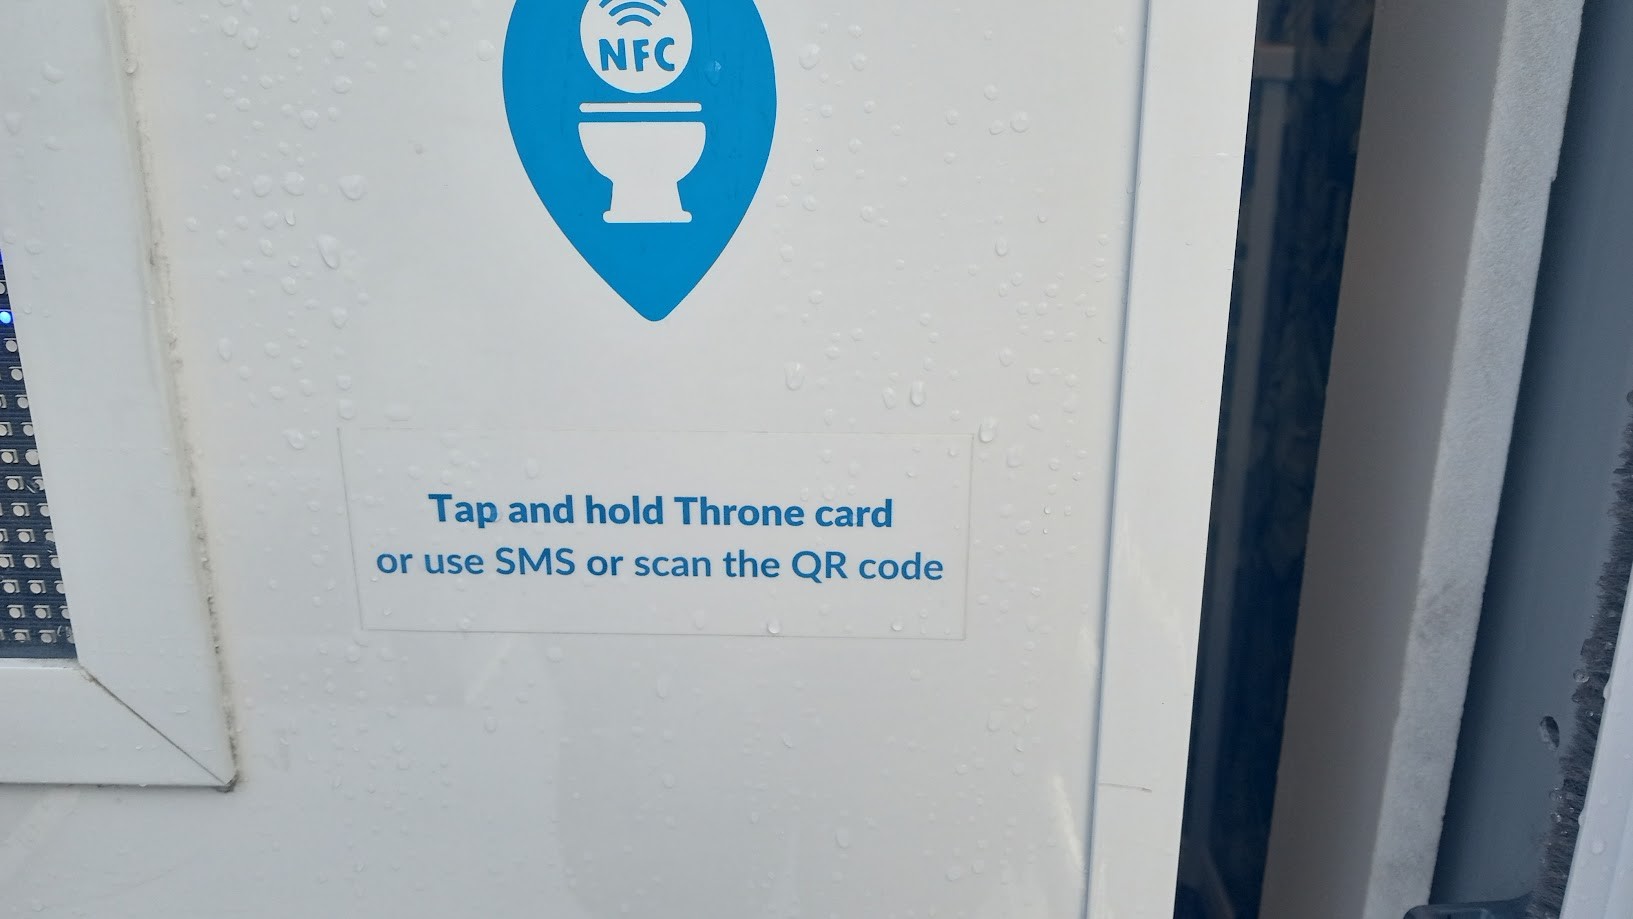 NFC
Tap and hold Throne card
or use SMS or scan the QR code